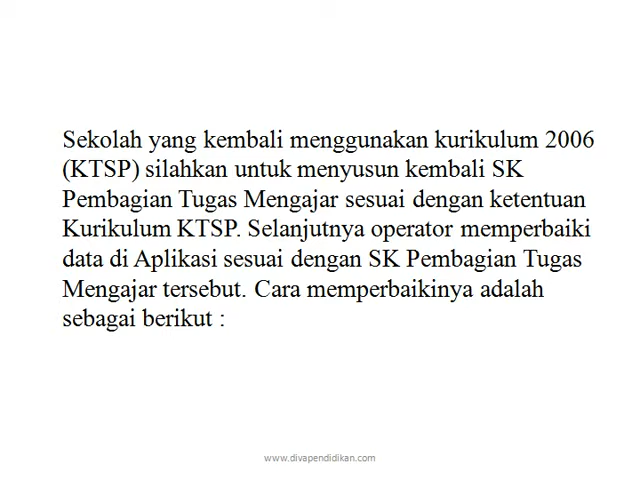 Sekolah yang kembali menggunakan kurikulum 2006
(KTSP) silahkan untuk menyusun kembali SK
Pembagian Tugas Mengajar sesuai dengan ketentuan
Kurikulum KTSP. Selanjutnya operator memperbaiki
data di Aplikasi sesuai dengan SK Pembagian Tugas
Mengajar tersebut. Cara memperbaikinya adalah
sebagai berikut :
www.divapendidikan.com